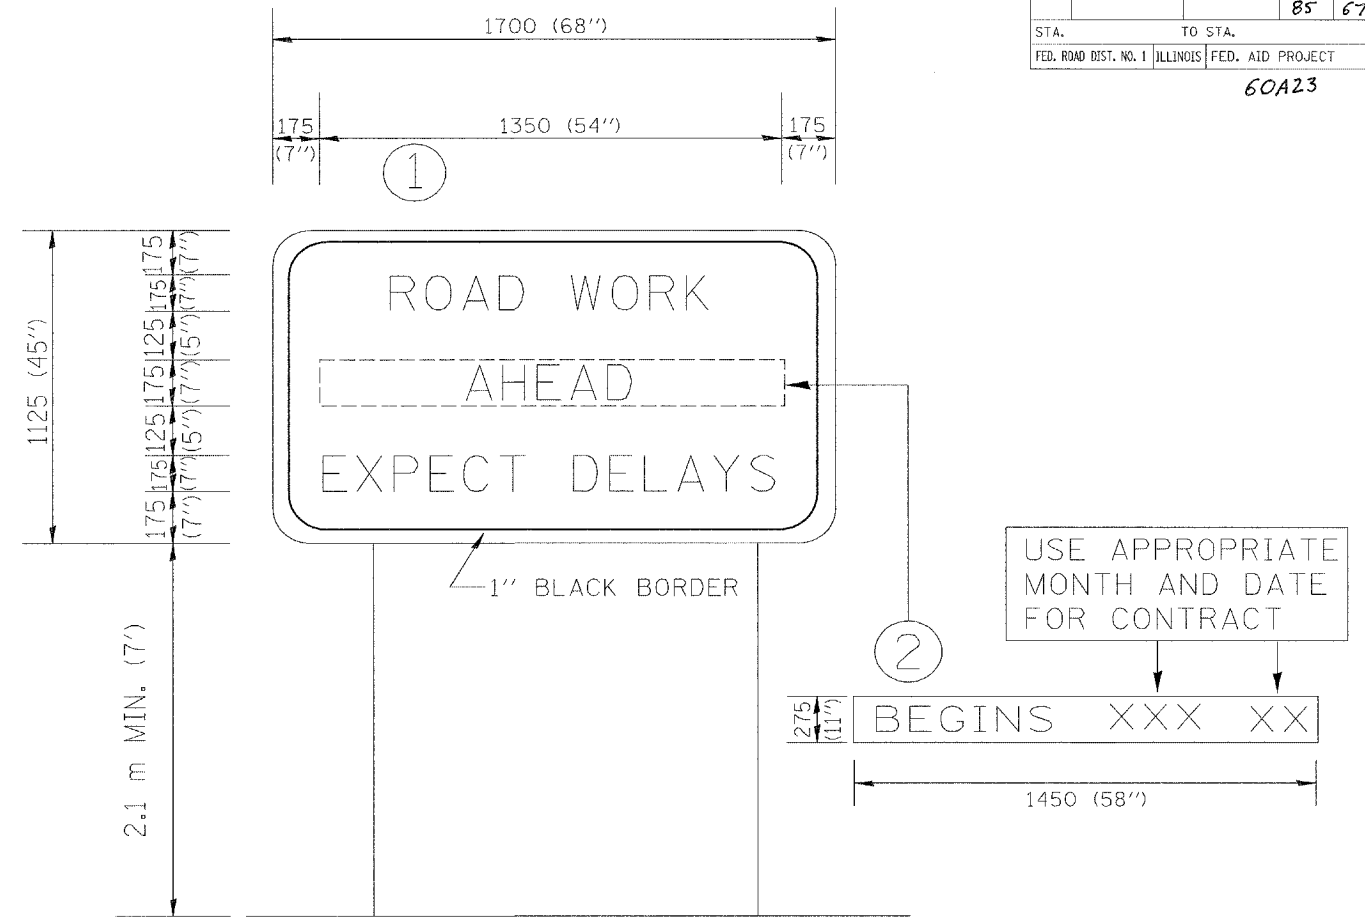 85 67
STA. TO STA.
FED. ROAD DIST. NO. 1 ILLINOIS FED. AID PROJECT
60A23
1700 (68'')
175 (7'')
1350 (54'')
175 (7'')
1
1125 (45'')
175 (7'')
175 (7'')
125 (5'')
175 (7'')
125 (5'')
175 (7'')
175 (7'')
ROAD WORK
AHEAD
EXPECT DELAYS
1'' BLACK BORDER
2.1 m MIN. (7')
USE APPROPRIATE
MONTH AND DATE
FOR CONTRACT
2
275 (11'')
BEGINS XXX XX
1450 (58'')